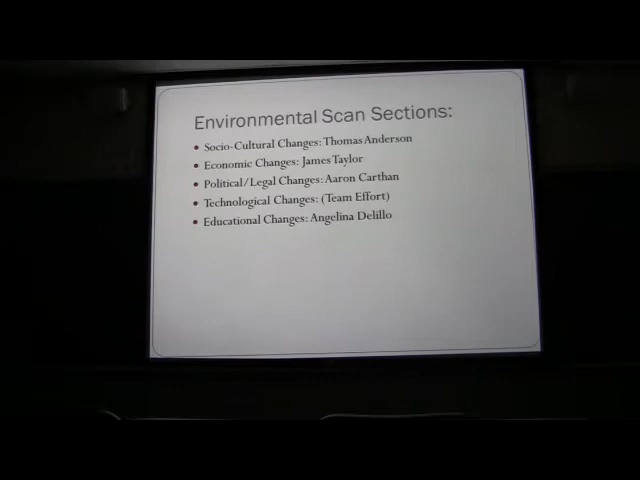 Environmental Scan Sections:
• Socio-Cultural Changes: Thomas Anderson
• Economic Changes: James Taylor
• Political/Legal Changes: Aaron Carthan
• Technological Changes: (Team Effort)
• Educational Changes: Angelina Delillo